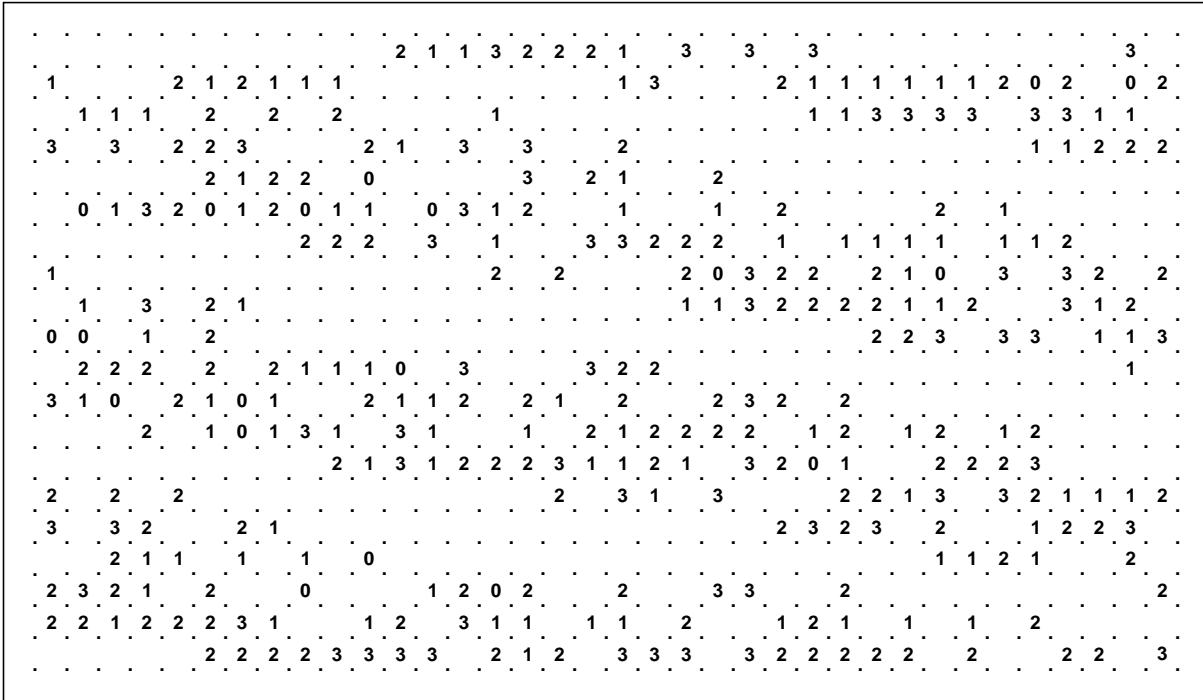 2 1 1 3 2 2 2 1 3 3 3 3
1 2 1 2 1 1 1 1 3 2 1 1 1 1 1 1 2 0 2 0 2
1 1 1 2 2 2 1 1 1 3 3 3 3 3 3 1 1
3 3 2 2 3 2 1 3 3 2 1 1 2 2 2
2 1 2 2 0 3 2 1 2
0 1 3 2 0 1 2 0 1 1 0 3 1 2 1 1 2 2 1
2 2 2 3 1 3 3 2 2 2 1 1 1 1 1 1 1 2
1 2 2 2 0 3 2 2 2 1 0 3 3 2 2
1 3 2 1 1 1 3 2 2 2 2 1 1 2 3 1 2
0 0 1 2 2 2 3 3 3 1 1 3
2 2 2 2 2 1 1 1 0 3 3 2 2 1
3 1 0 2 1 0 1 2 1 1 2 2 1 2 2 3 2 2
2 1 0 1 3 1 3 1 1 2 1 2 2 2 2 1 2 1 2 1 2
2 1 3 1 2 2 2 3 1 1 2 1 3 2 0 1 2 2 2 3
2 2 2 2 3 1 3 2 2 1 3 3 2 1 1 1 2
3 3 2 2 1 2 3 2 3 2 1 2 2 3
2 1 1 1 1 0 1 1 2 1 2
2 3 2 1 2 0 1 2 0 2 2 3 3 2 2
2 2 1 2 2 2 3 1 1 2 3 1 1 1 1 2 1 2 1 1 1 2
2 2 2 2 3 3 3 3 2 1 2 3 3 3 3 2 2 2 2 2 2 2 2 3